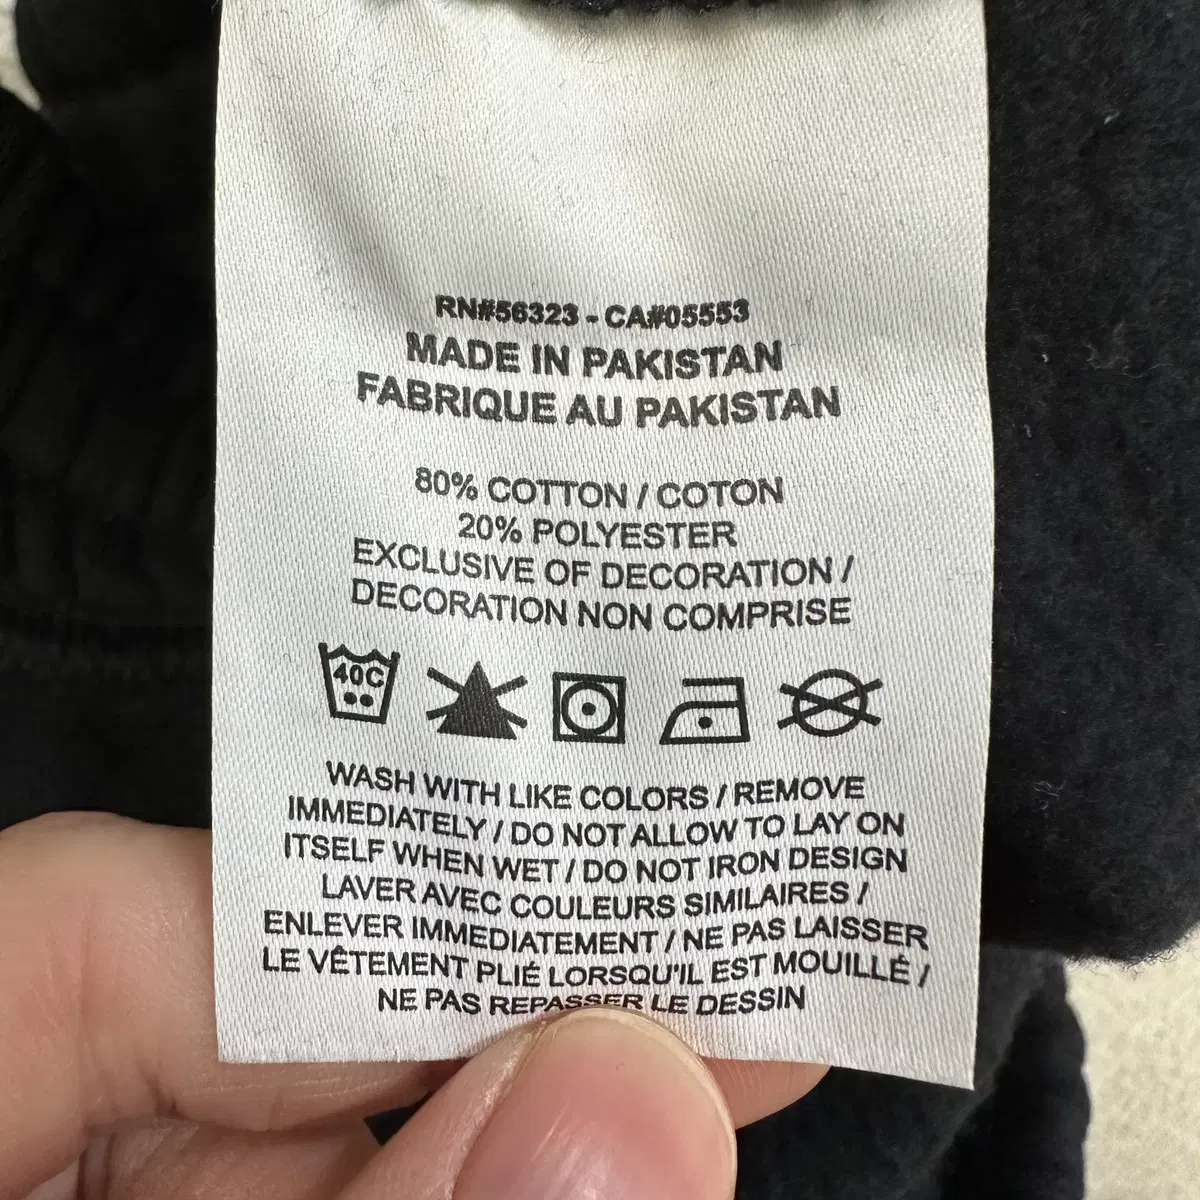 RN#56323 - CA#05553
MADE IN PAKISTAN
FABRIQUE AU PAKISTAN
80% COTTON / COTON
20% POLYESTER
EXCLUSIVE OF DECORATION /
DECORATION NON COMPRISE
40C
WASH WITH LIKE COLORS / REMOVE
IMMEDIATELY / DO NOT ALLOW TO LAY ON
ITSELF WHEN WET / DO NOT IRON DESIGN
LAVER AVEC COULEURS SIMILAIRES /
ENLEVER IMMEDIATEMENT / NE PAS LAISSER
LE VÊTEMENT PLIÉ LORSQU'IL EST MOUILLÉ /
NE PAS REPASSER LE DESSIN